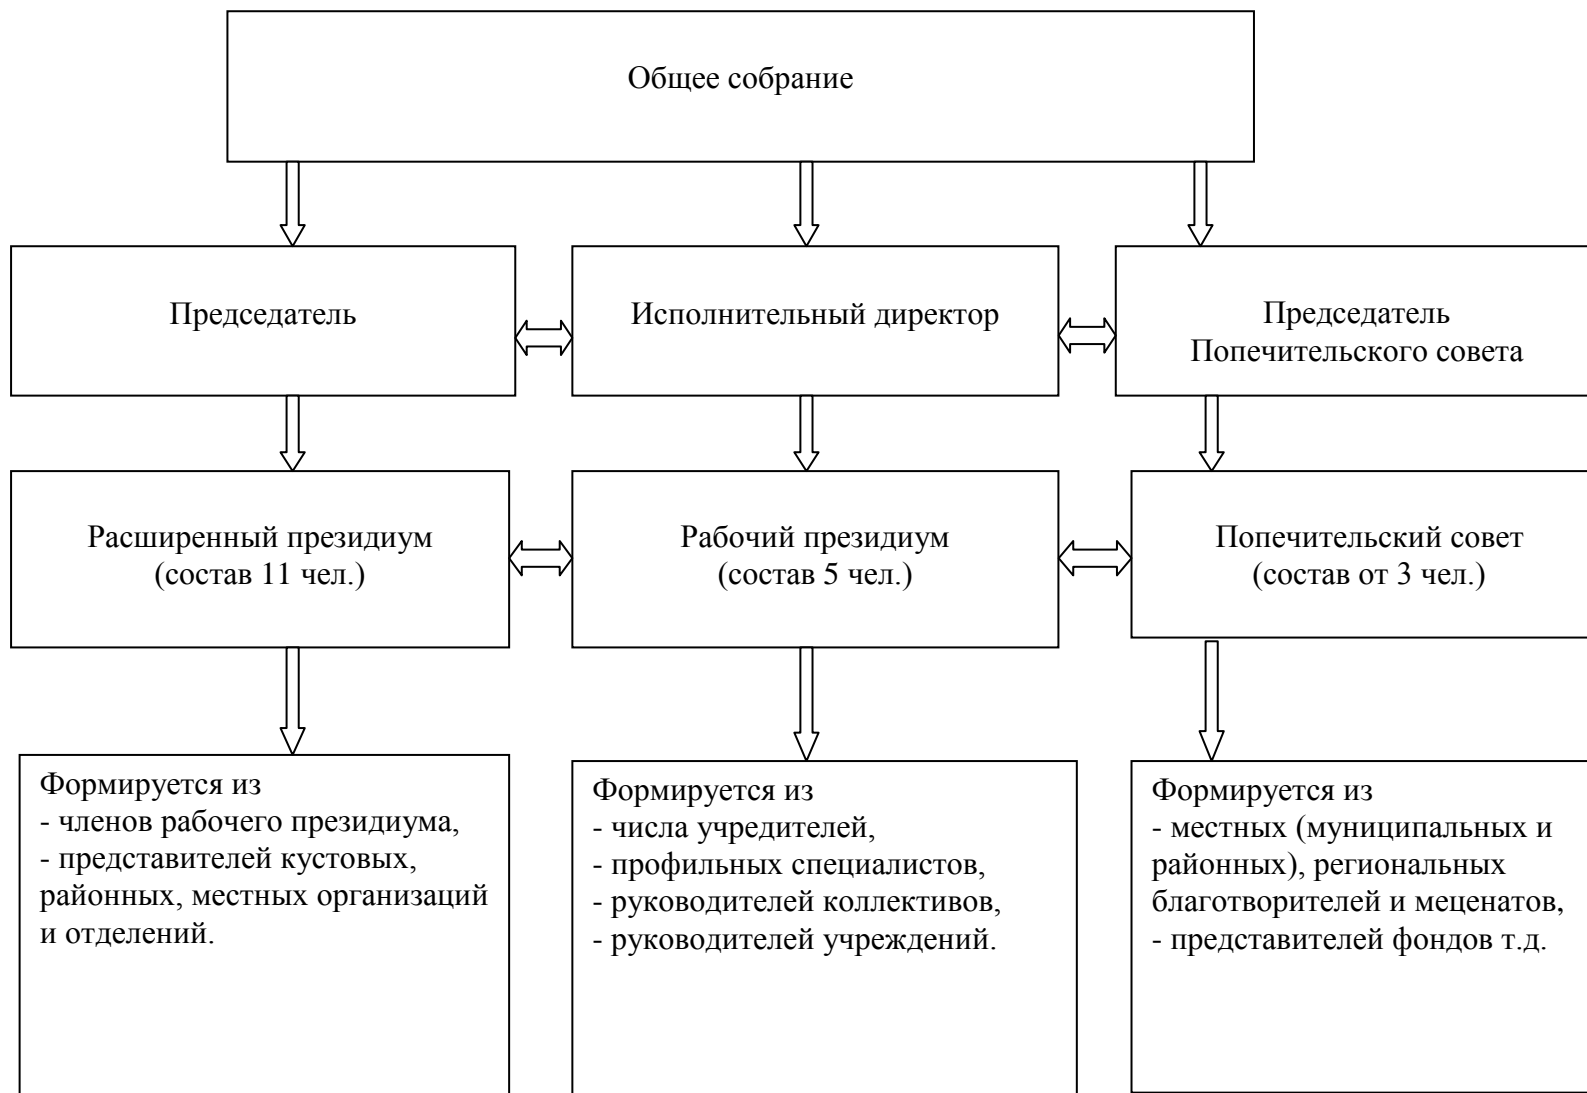 Общее собрание
Председатель
Исполнительный директор
Председатель
Попечительского совета
Расширенный президиум
(состав 11 чел.)
Рабочий президиум
(состав 5 чел.)
Попечительский совет
(состав от 3 чел.)
Формируется из
- членов рабочего президиума,
- представителей кустовых,
районных, местных организаций
и отделений.
Формируется из
- числа учредителей,
- профильных специалистов,
- руководителей коллективов,
- руководителей учреждений.
Формируется из
- местных (муниципальных и
районных), региональных
благотворителей и меценатов,
- представителей фондов т.д.